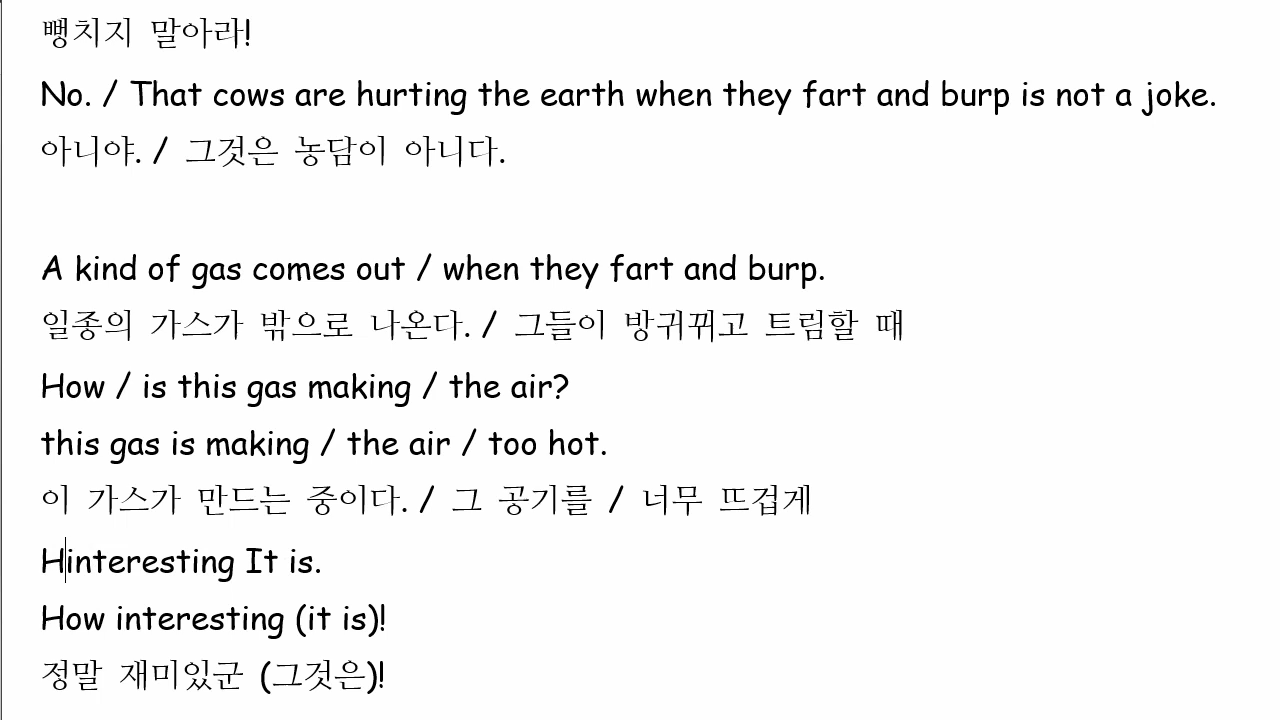 뻥치지 말아라!
No. / That cows are hurting the earth when they fart and burp is not a joke.
아니야. / 그것은 농담이 아니다.
A kind of gas comes out / when they fart and burp.
일종의 가스가 밖으로 나온다. / 그들이 방귀뀌고 트림할 때
How / is this gas making / the air?
this gas is making / the air / too hot.
이 가스가 만드는 중이다. / 그 공기를 / 너무 뜨겁게
Hinteresting It is.
How interesting (it is)!
정말 재미있군 (그것은)!